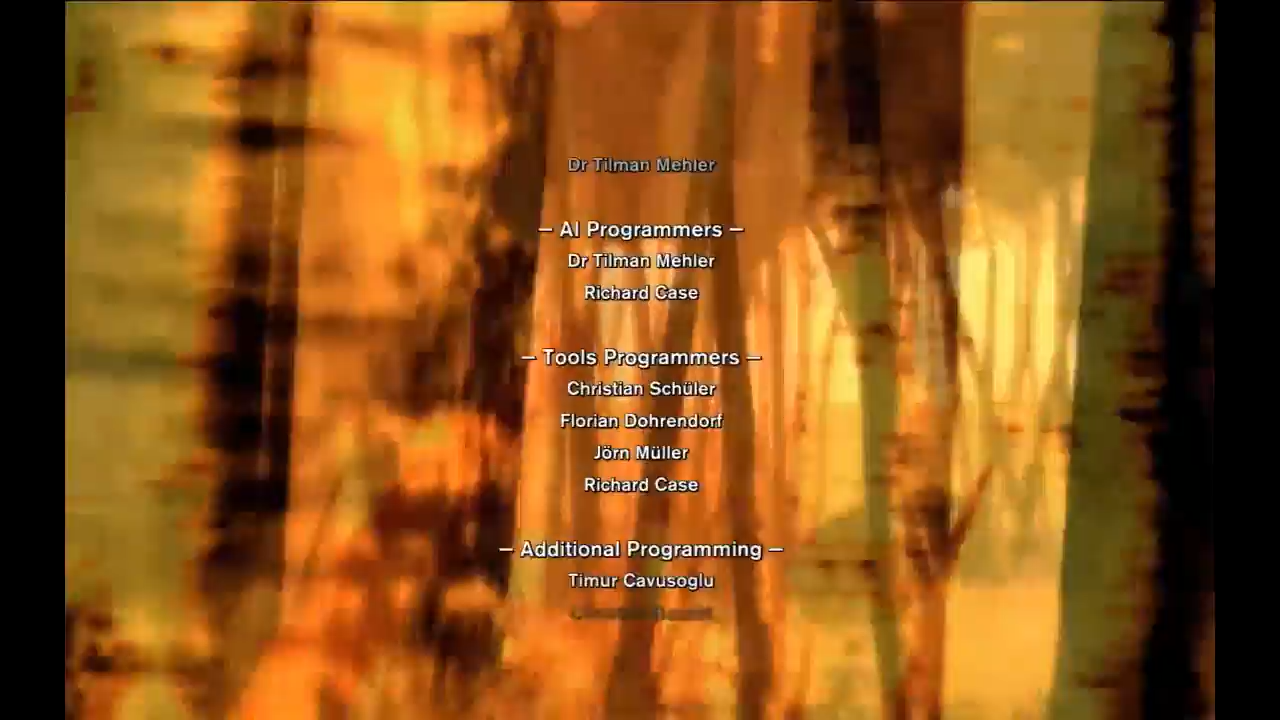 Dr Tilman Mehler
– AI Programmers –
Dr Tilman Mehler
Richard Case
– Tools Programmers –
Christian Schüler
Florian Dohrendorf
Jörn Müller
Richard Case
– Additional Programming –
Timur Cavusoglu